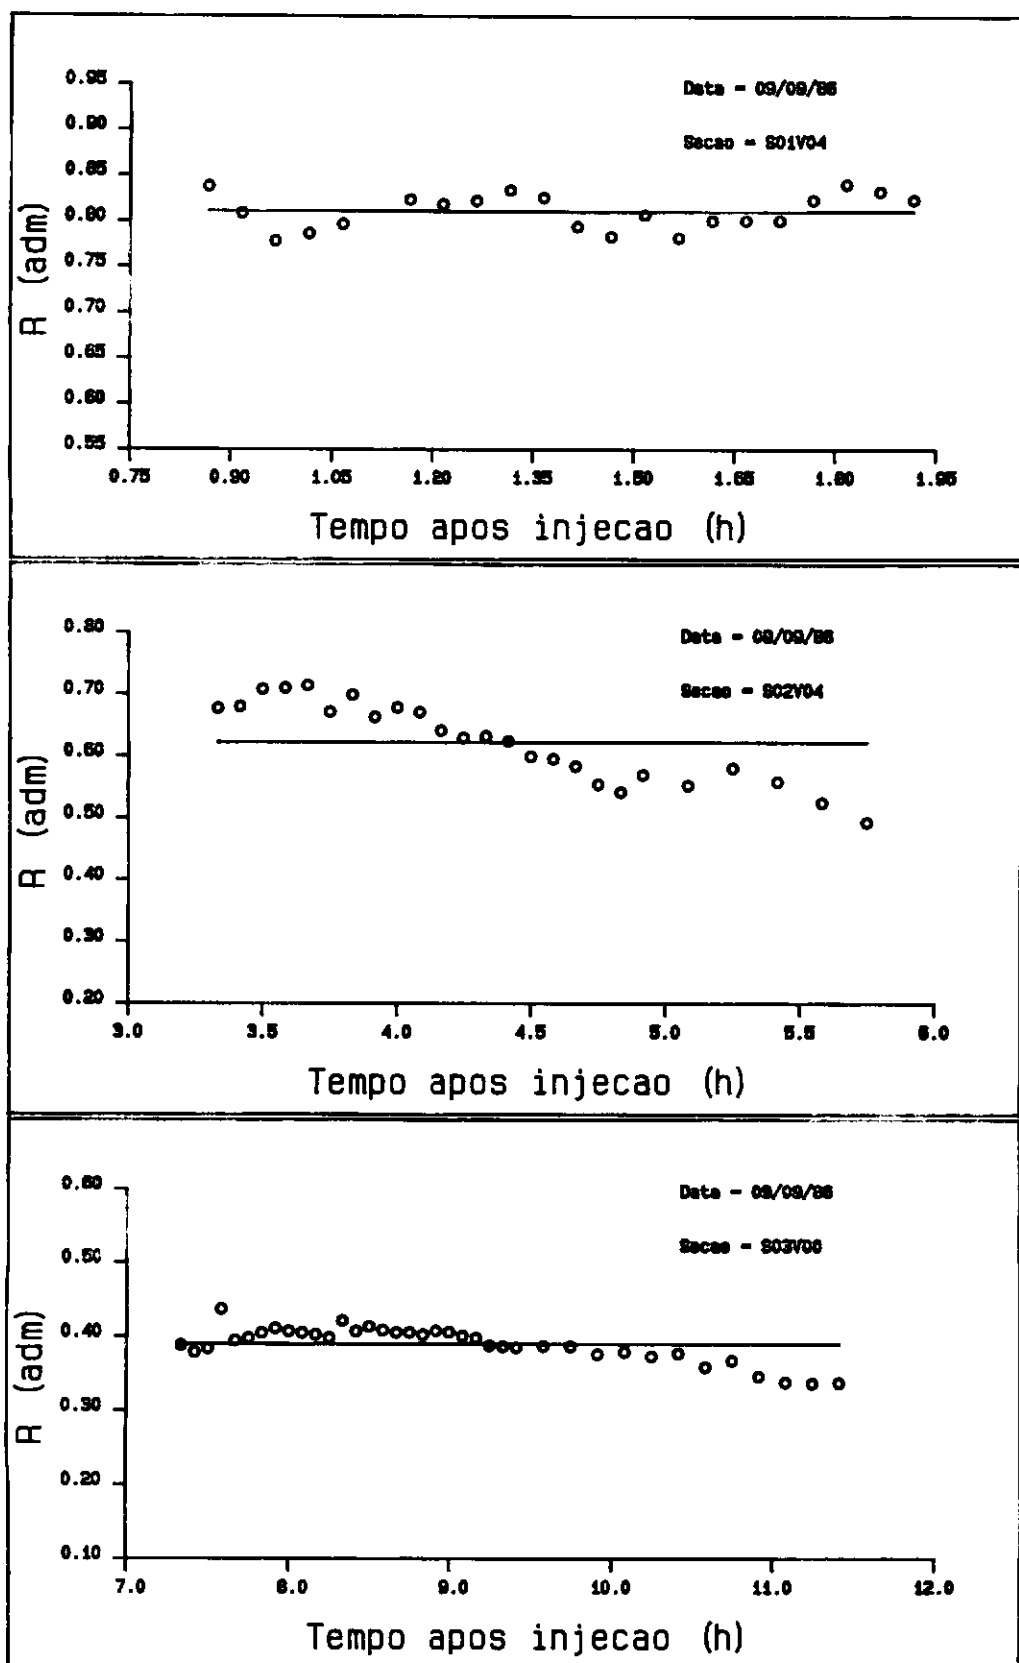 0.95
Data = 09/09/86
0.90
Secao = S01V04
0.85
0.80
0.75
0.70
0.65
0.60
0.55
R (adm)
0.75 0.90 1.05 1.20 1.35 1.50 1.65 1.80 1.95
Tempo apos injecao (h)
0.80
Data = 09/09/86
0.70
Secao = S02V04
0.60
0.50
0.40
0.30
0.20
R (adm)
3.0 3.5 4.0 4.5 5.0 5.5 6.0
Tempo apos injecao (h)
0.60
Data = 09/09/86
0.50
Secao = S03V06
0.40
0.30
0.20
0.10
R (adm)
7.0 8.0 9.0 10.0 11.0 12.0
Tempo apos injecao (h)